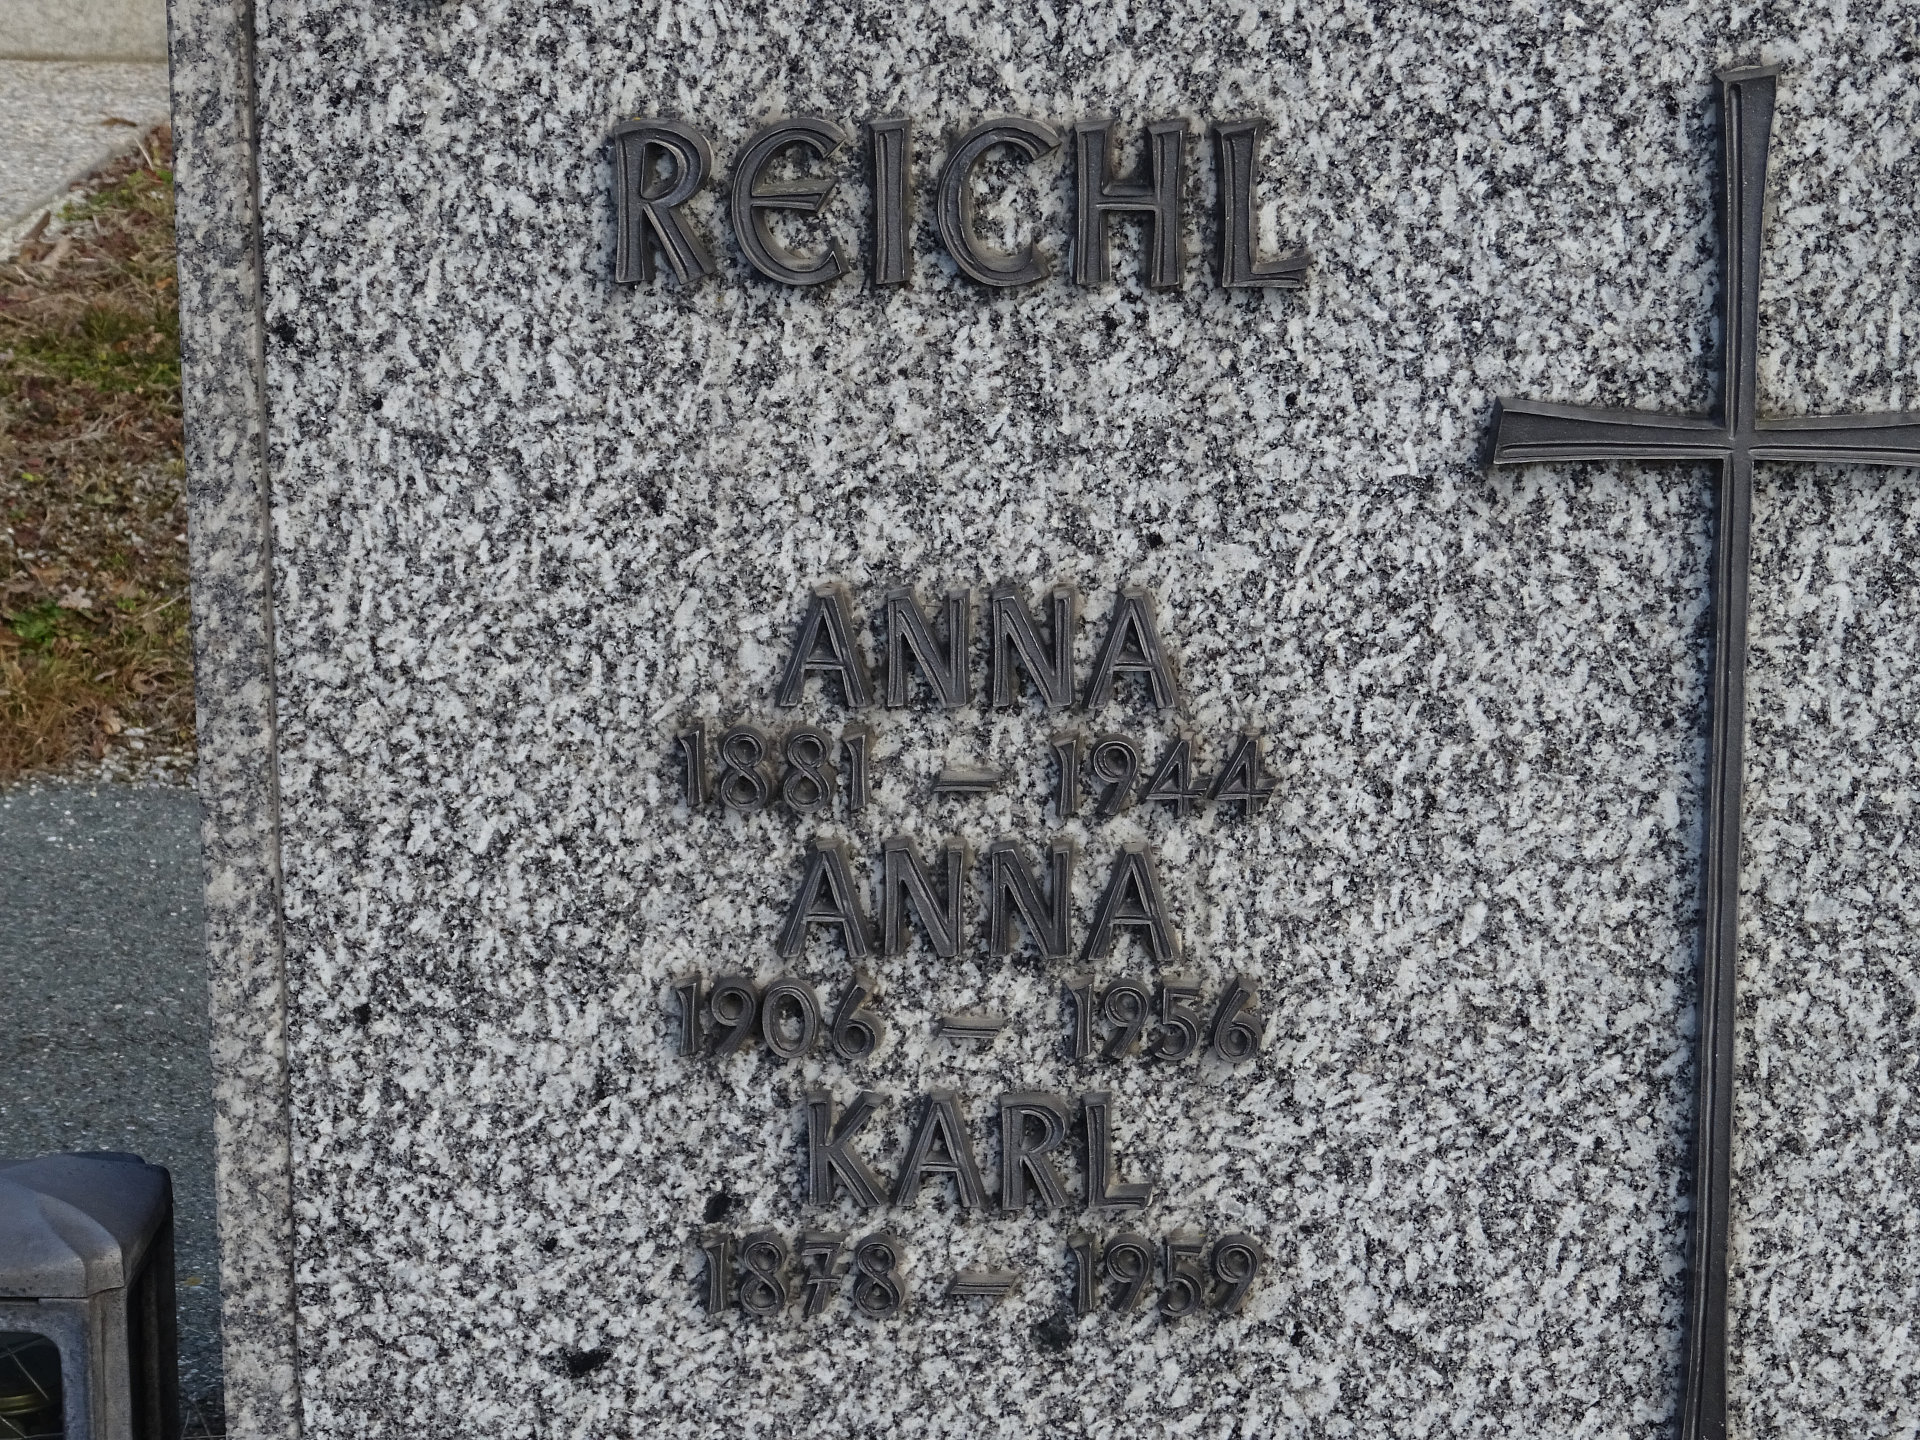 REICHL
ANNA
1881 – 1944
ANNA
1906 – 1956
KARL
1878 – 1959